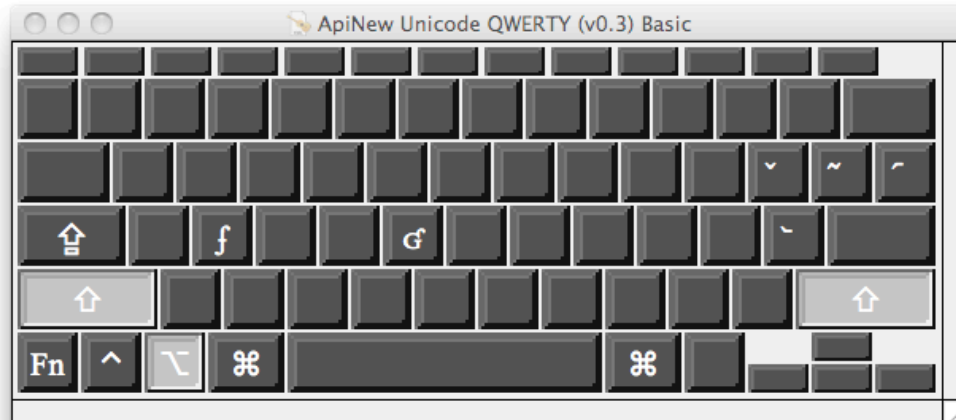 ApiNew Unicode QWERTY (v0.3) Basic
ˇ ˜
⇪ ʄ ʛ
⇧ ⇧
Fn ^ ⌥ ⌘ ⌘